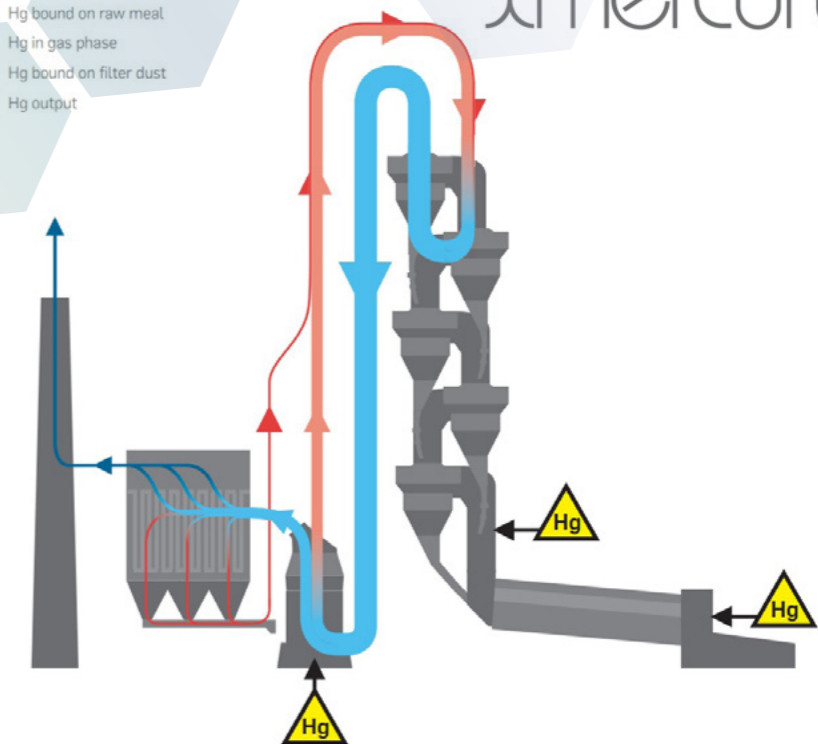 Hg bound on raw meal
Hg in gas phase
Hg bound on filter dust
Hg output
Hg
Hg
Hg